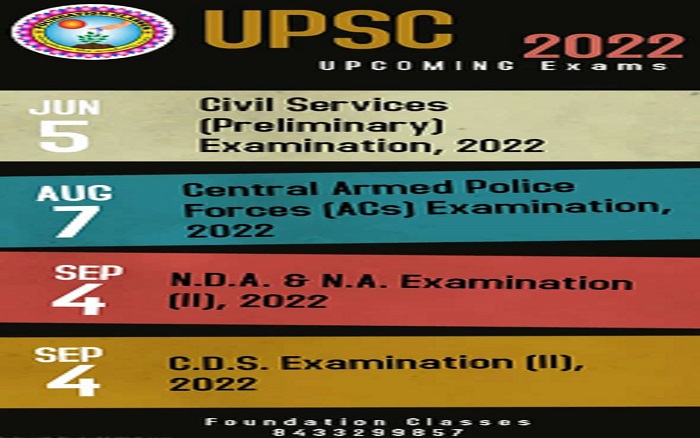 UPSC
2022
UPCOMING Exams
JUN
5
Civil Services
(Preliminary)
Examination, 2022
AUG
7
Central Armed Police
Forces (ACs) Examination,
2022
SEP
4
N.D.A. & N.A. Examination
(II), 2022
SEP
4
C.D.S. Examination (II),
2022
Foundation Classes
8433299857